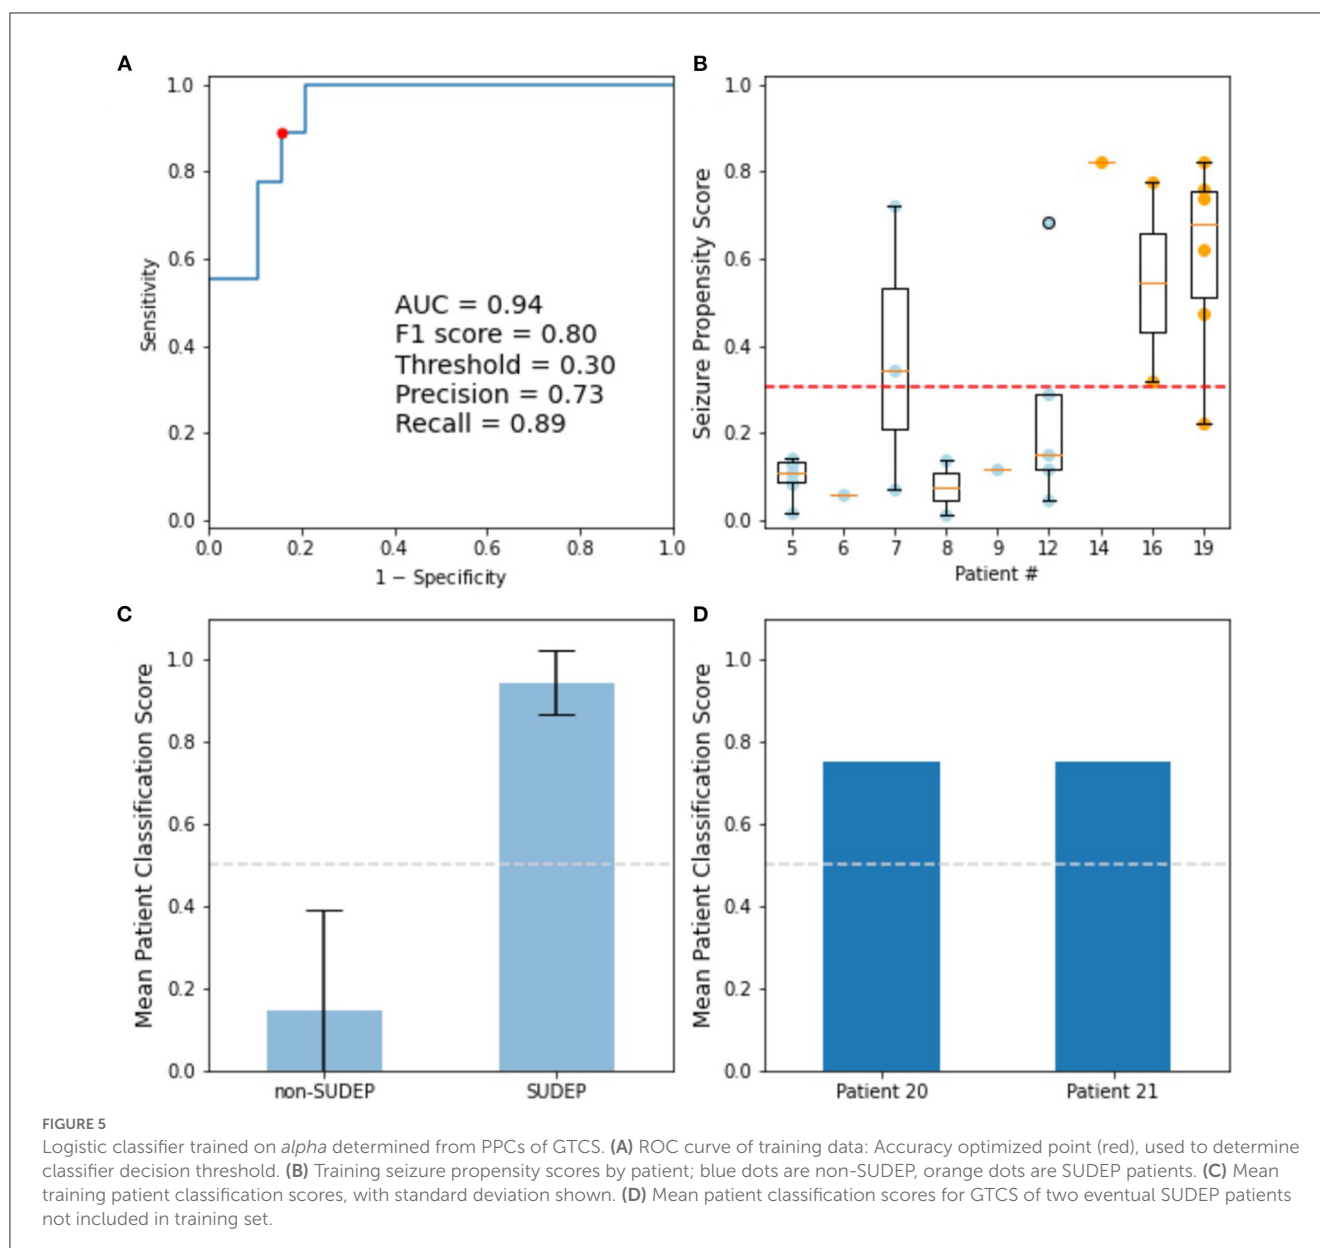 A
1.0
0.8
0.6
0.4
0.2
0.0
Sensitivity
AUC = 0.94
F1 score = 0.80
Threshold = 0.30
Precision = 0.73
Recall = 0.89
0.0 0.2 0.4 0.6 0.8 1.0
1 − Specificity
B
1.0
0.8
0.6
0.4
0.2
0.0
Seizure Propensity Score
5 6 7 8 9 12 14 16 19
Patient #
C
1.0
0.8
0.6
0.4
0.2
0.0
Mean Patient Classification Score
non-SUDEP SUDEP
D
1.0
0.8
0.6
0.4
0.2
0.0
Mean Patient Classification Score
Patient 20 Patient 21
FIGURE 5
Logistic classifier trained on alpha determined from PPCs of GTCS. (A) ROC curve of training data: Accuracy optimized point (red), used to determine
classifier decision threshold. (B) Training seizure propensity scores by patient; blue dots are non-SUDEP, orange dots are SUDEP patients. (C) Mean
training patient classification scores, with standard deviation shown. (D) Mean patient classification scores for GTCS of two eventual SUDEP patients
not included in training set.